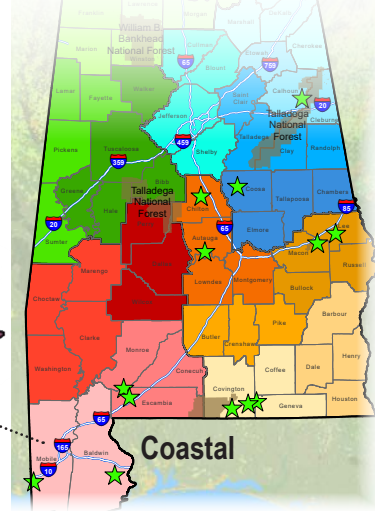 William B.
Bankhead
National Forest
Marion
Winston
Cullman
Marshall
Etowah
Cherokee
65
759
Blount
Lamar
Fayette
Walker
Jefferson
Saint
Clair
Calhoun
20
Cleburne
Talladega
National
Forest
Pickens
Tuscaloosa
459
Shelby
Talladega
Clay
Randolph
359
Greene
Hale
Bibb
Talladega
National
Forest
Chilton
Coosa
Tallapoosa
Chambers
85
Lee
20
Sumter
65
Autauga
Elmore
Macon
Russell
Marengo
Lowndes
Montgomery
Bullock
Choctaw
Clarke
Butler
Crenshaw
Pike
Barbour
Washington
Monroe
Conecuh
Covington
Coffee
Dale
Henry
Escambia
Geneva
Houston
65
165
Mobile
10
Baldwin
Coastal